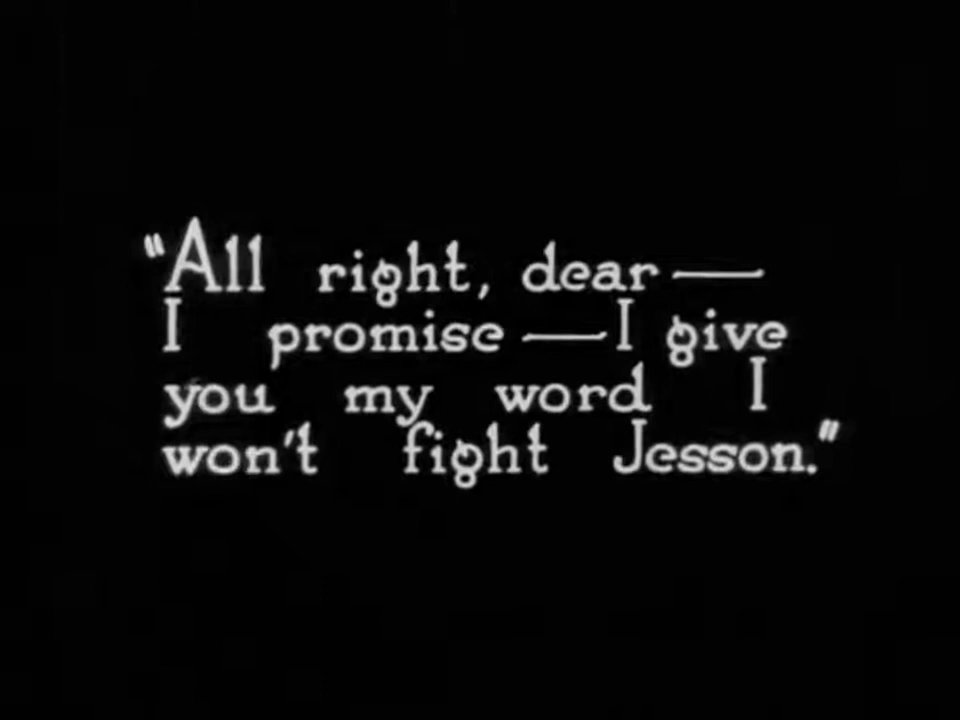 "All right, dear—
I promise—I give
you my word I
won't fight Jesson."